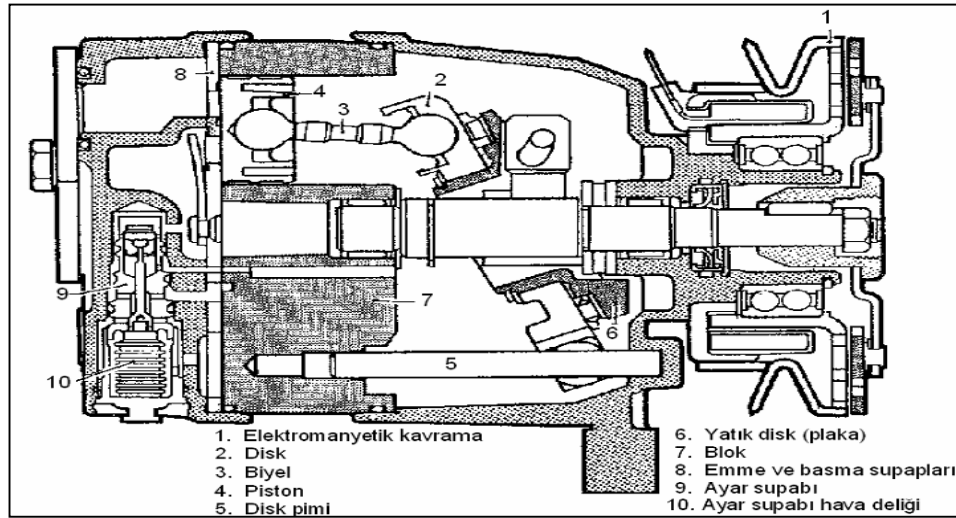 1
8
2
4
3
9
7
6
10
5
1. Elektromanyetik kavrama
2. Disk
3. Biyel
4. Piston
5. Disk pimi
6. Yatık disk (plaka)
7. Blok
8. Emme ve basma supapları
9. Ayar supabı
10. Ayar supabı hava deliği